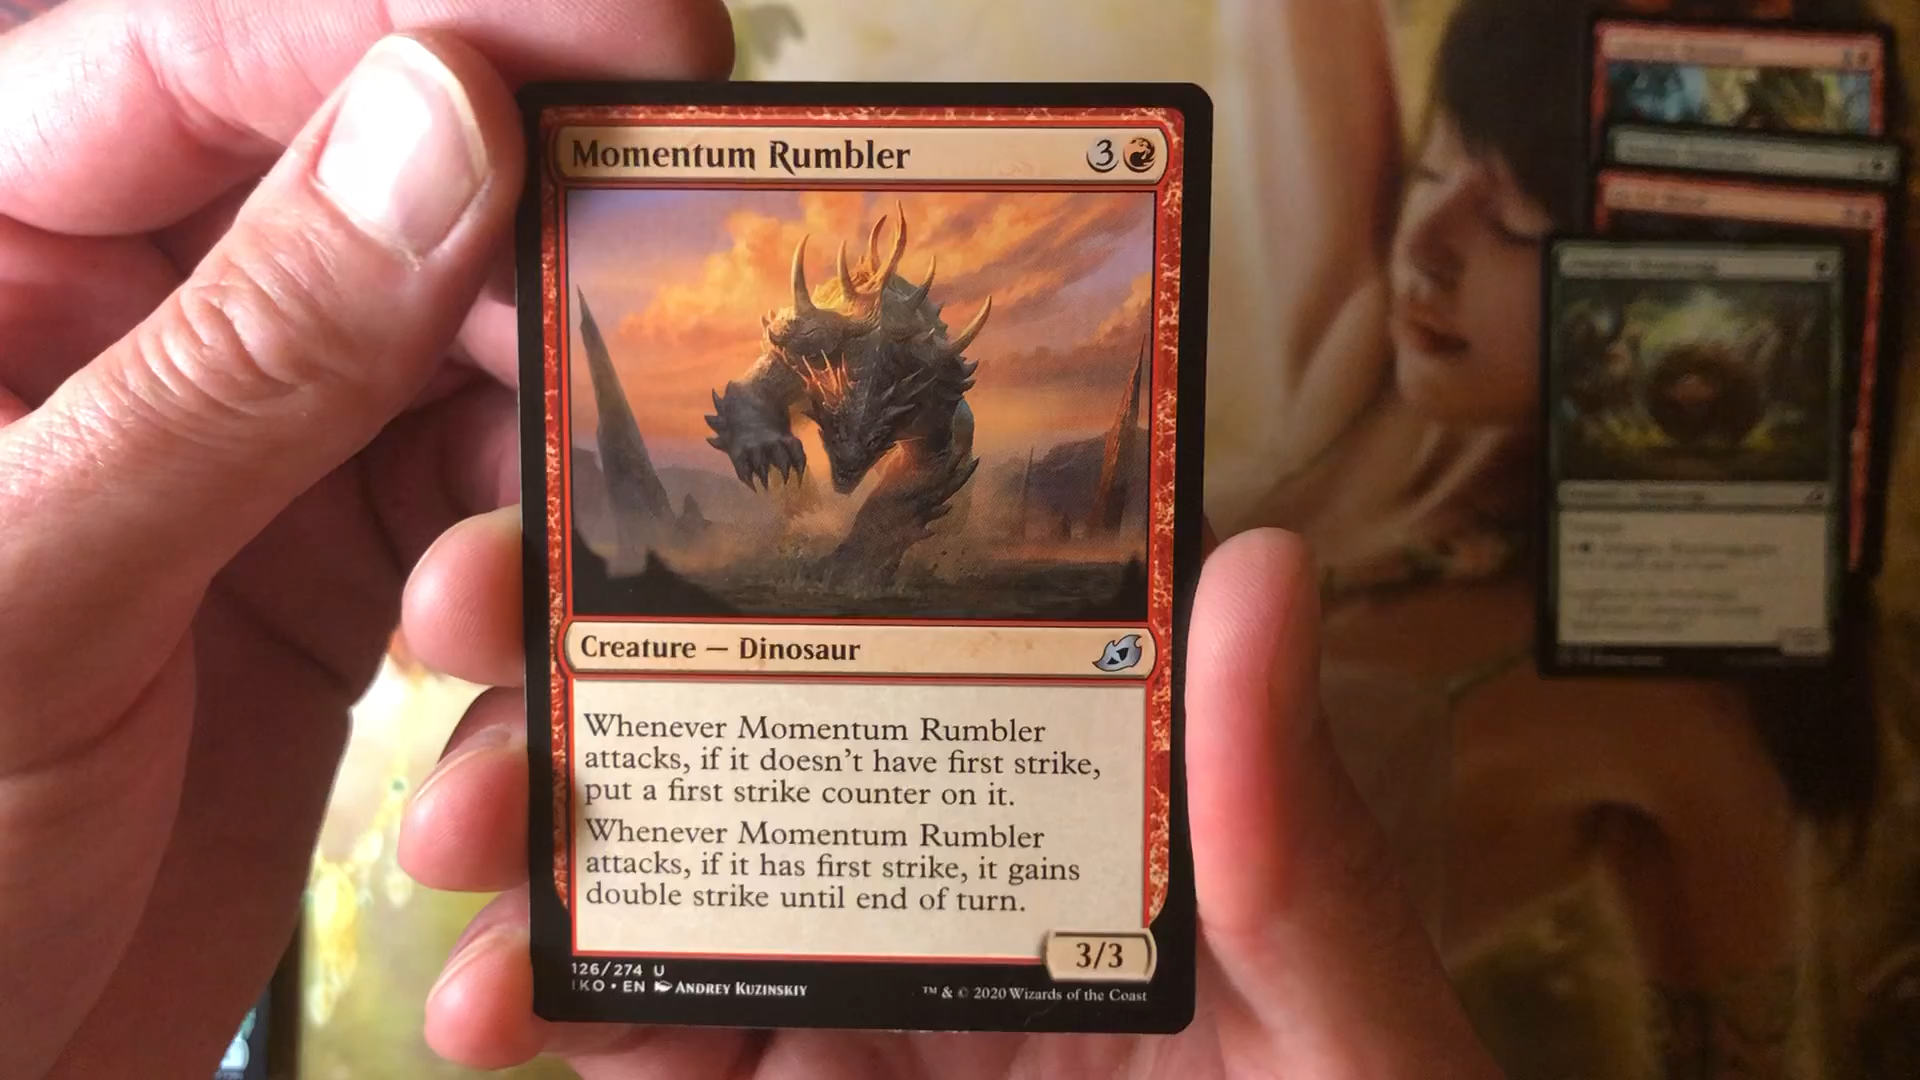 Momentum Rumbler
3
Creature — Dinosaur
Whenever Momentum Rumbler
attacks, if it doesn't have first strike,
put a first strike counter on it.
Whenever Momentum Rumbler
attacks, if it has first strike, it gains
double strike until end of turn.
3/3
126/274 U
IKO • EN ANDREY KUZINSKIY
™ & © 2020 Wizards of the Coast